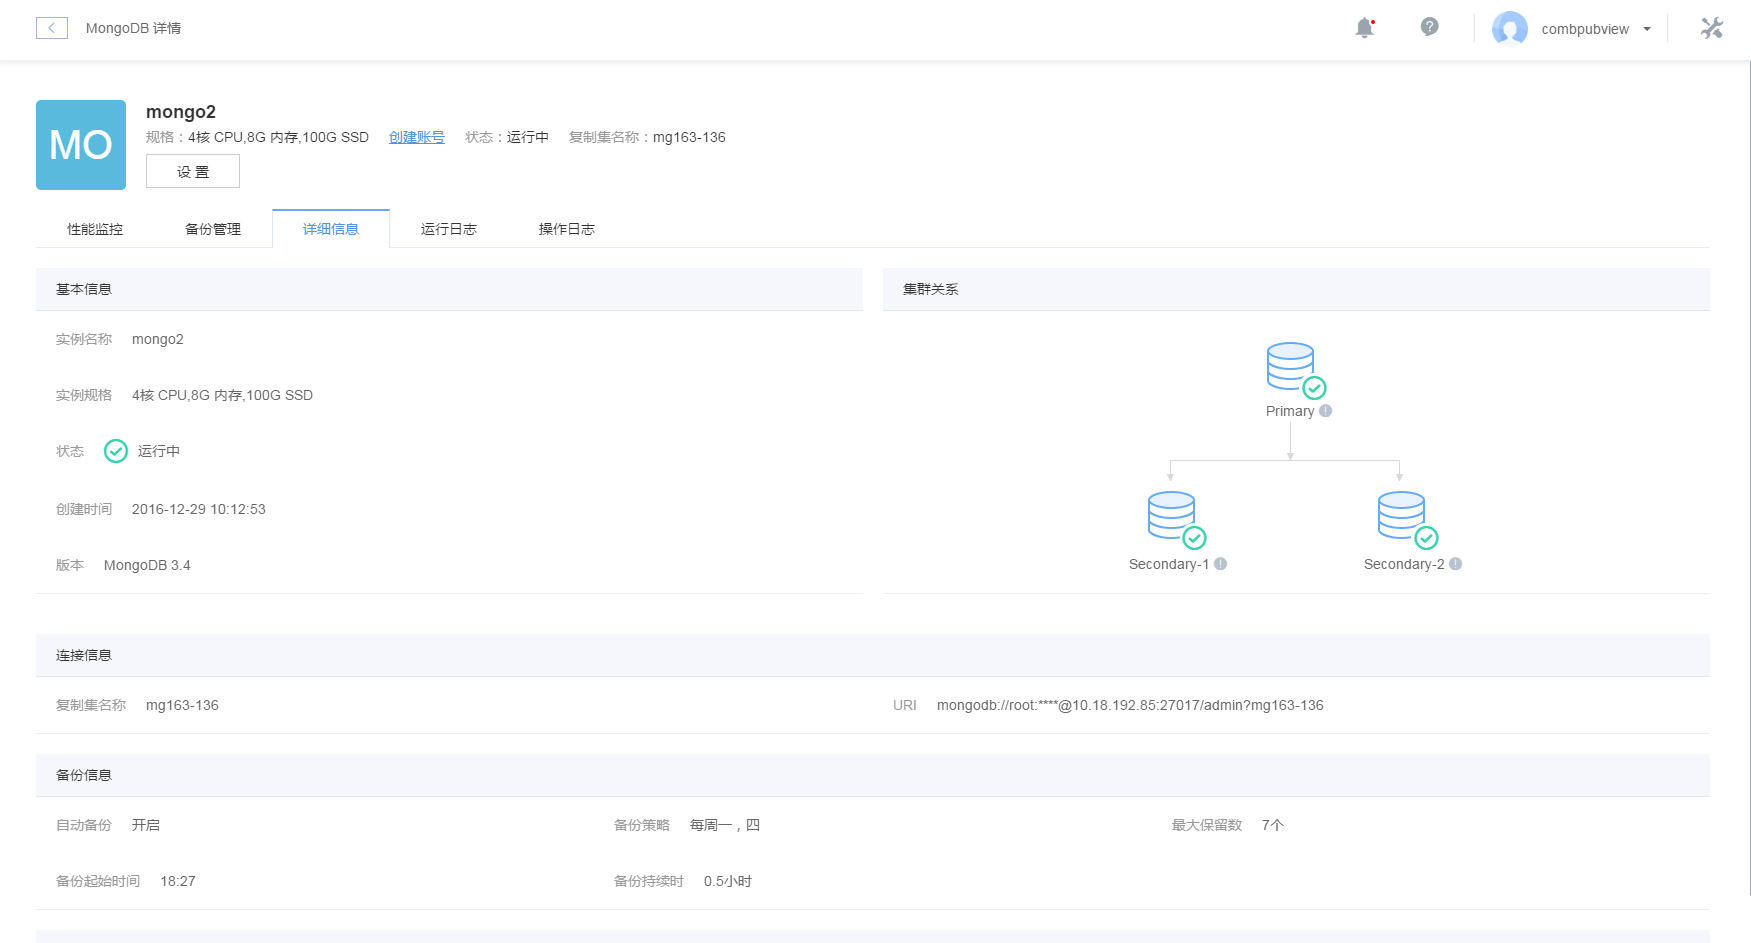 MongoDB 详情
combpubview
MO
mongo2
规格：4核 CPU,8G 内存,100G SSD 创建账号 状态：运行中 复制集名称：mg163-136
设 置
性能监控 备份管理 详细信息 运行日志 操作日志
基本信息
实例名称 mongo2
实例规格 4核 CPU,8G 内存,100G SSD
状态 运行中
创建时间 2016-12-29 10:12:53
版本 MongoDB 3.4
集群关系
Primary
Secondary-1 Secondary-2
连接信息
复制集名称 mg163-136 URI mongodb://root:****@10.18.192.85:27017/admin?mg163-136
备份信息
自动备份 开启 备份策略 每周一，四 最大保留数 7个
备份起始时间 18:27 备份持续时 0.5小时